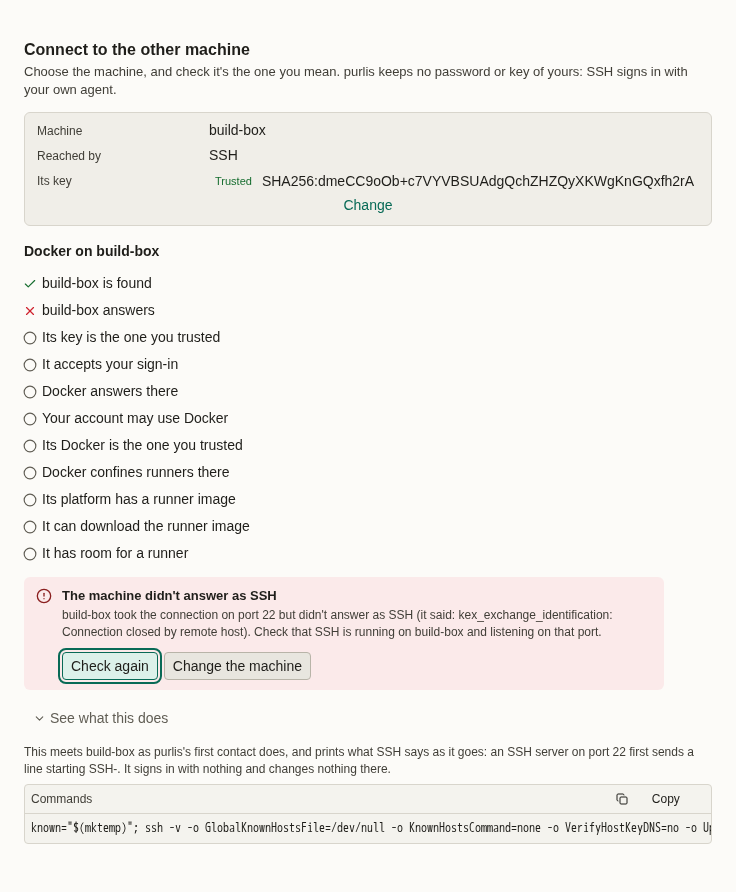 Connect to the other machine
Choose the machine, and check it's the one you mean. purlis keeps no password or key of yours: SSH signs in with
your own agent.
Machine build-box
Reached by SSH
Its key Trusted SHA256:dmeCC9oOb+c7VYVBSUAdgQchZHZQyXKWgKnGQxfh2rA
Change
Docker on build-box
build-box is found
build-box answers
Its key is the one you trusted
It accepts your sign-in
Docker answers there
Your account may use Docker
Its Docker is the one you trusted
Docker confines runners there
Its platform has a runner image
It can download the runner image
It has room for a runner
The machine didn't answer as SSH
build-box took the connection on port 22 but didn't answer as SSH (it said: kex_exchange_identification:
Connection closed by remote host). Check that SSH is running on build-box and listening on that port.
Check again Change the machine
See what this does
This meets build-box as purlis's first contact does, and prints what SSH says as it goes: an SSH server on port 22 first sends a
line starting SSH-. It signs in with nothing and changes nothing there.
Commands Copy
known="$(mktemp)"; ssh -v -o GlobalKnownHostsFile=/dev/null -o KnownHostsCommand=none -o VerifyHostKeyDNS=no -o Up